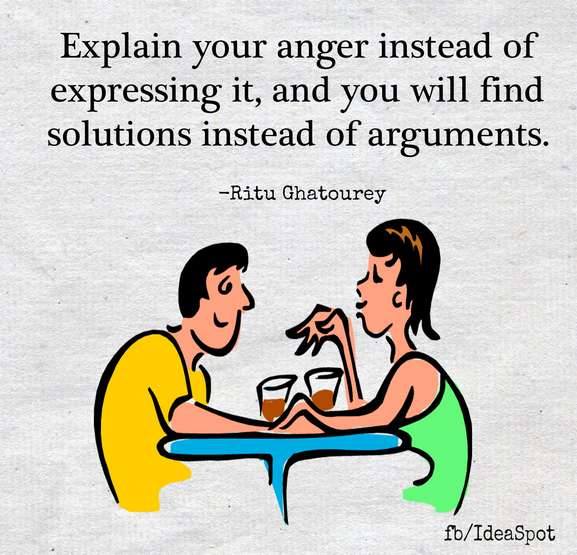 Explain your anger instead of
expressing it, and you will find
solutions instead of arguments.
-Ritu Ghatourey
fb/IdeaSpot